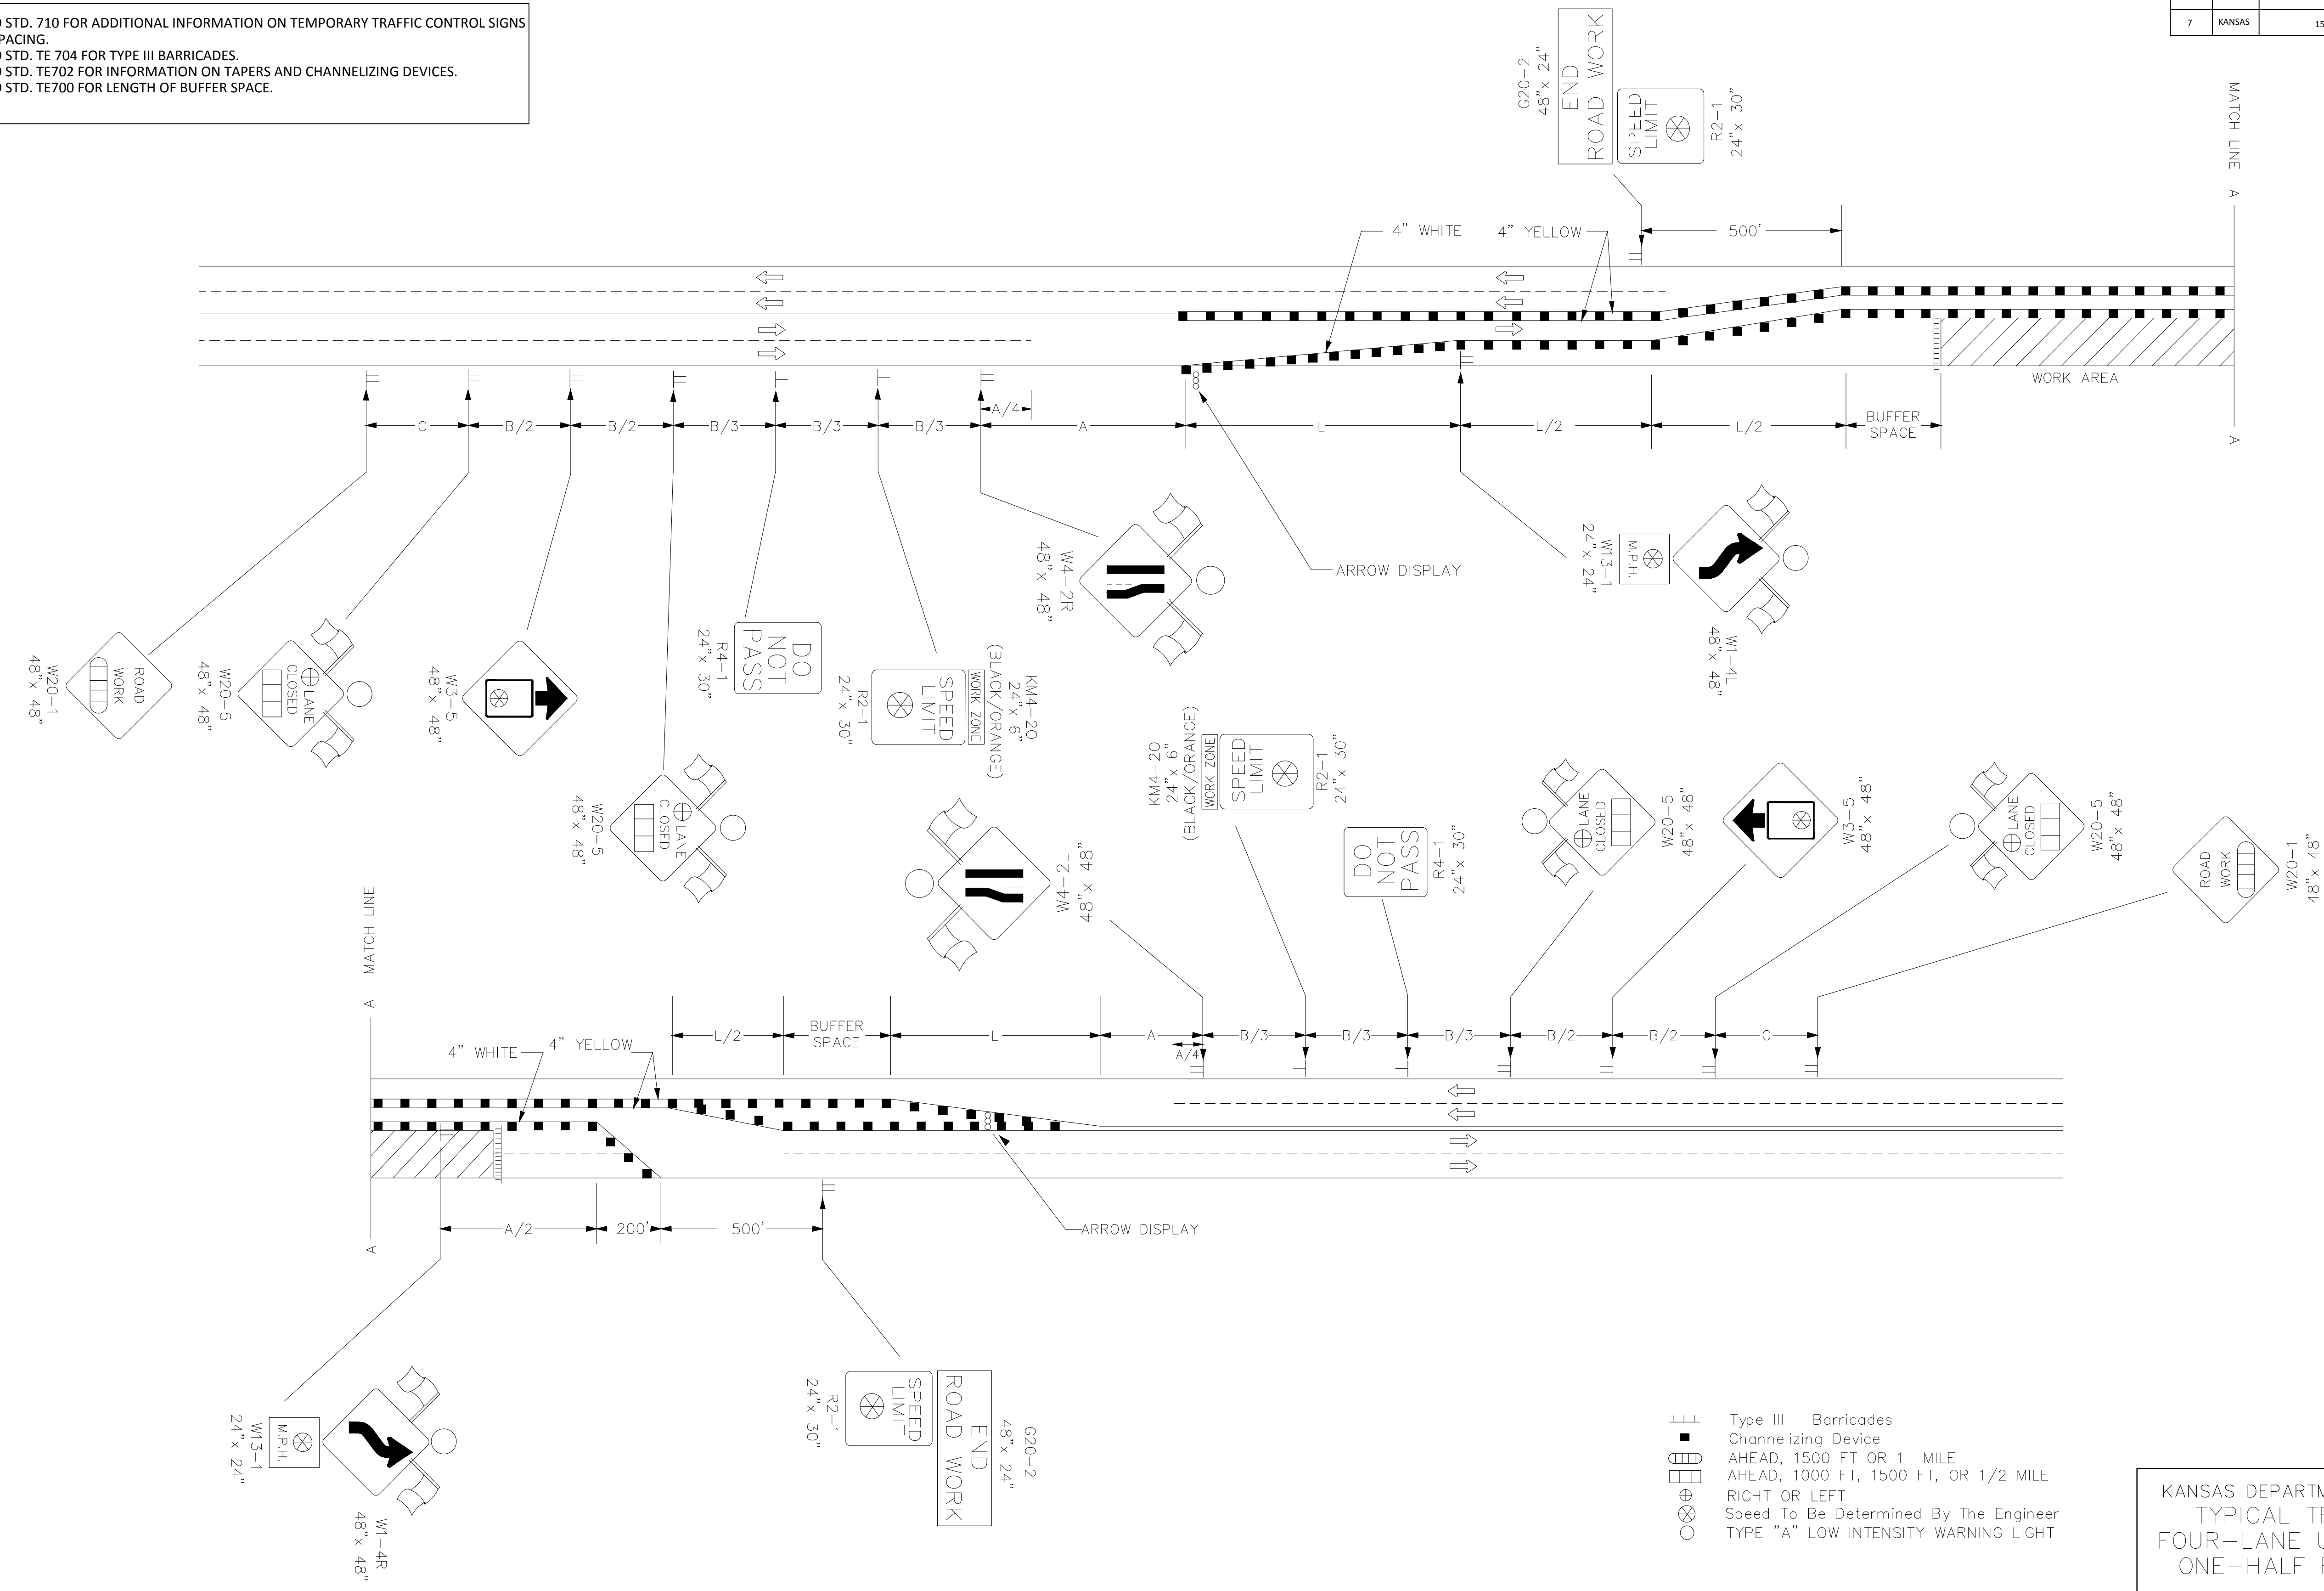 STD. 710 FOR ADDITIONAL INFORMATION ON TEMPORARY TRAFFIC CONTROL SIGNS
PACING.
STD. TE 704 FOR TYPE III BARRICADES.
STD. TE702 FOR INFORMATION ON TAPERS AND CHANNELIZING DEVICES.
STD. TE700 FOR LENGTH OF BUFFER SPACE.
7 KANSAS 15
G20-2
48"x 24"
END
ROAD WORK
SPEED
LIMIT
R2-1
24"x 30"
MATCH LINE A
4" WHITE
4" YELLOW
500'
WORK AREA
A
C
B/2
B/2
B/3
B/3
B/3
A/4
A
L
L/2
L/2
BUFFER
SPACE
ARROW DISPLAY
ROAD
WORK
W20-1
48"x 48"
LANE
CLOSED
W20-5
48"x 48"
W3-5
48"x 48"
LANE
CLOSED
W20-5
48"x 48"
DO
NOT
PASS
R4-1
24"x 30"
KM4-20
24"x 6"
(BLACK/ORANGE)
WORK ZONE
SPEED
LIMIT
R2-1
24"x 30"
W4-2R
48"x 48"
M.P.H.
W13-1
24"x 24"
W1-4L
48"x 48"
W4-2L
48"x 48"
KM4-20
24"x 6"
(BLACK/ORANGE)
WORK ZONE
SPEED
LIMIT
R2-1
24"x 30"
DO
NOT
PASS
R4-1
24"x 30"
LANE
CLOSED
W20-5
48"x 48"
W3-5
48"x 48"
LANE
CLOSED
W20-5
48"x 48"
ROAD
WORK
W20-1
48"x 48"
A MATCH LINE
4" WHITE
4" YELLOW
L/2
BUFFER
SPACE
L
A
A/4
B/3
B/3
B/3
B/2
B/2
C
A
A/2
200'
500'
ARROW DISPLAY
M.P.H.
W13-1
24"x 24"
W1-4R
48"x 48"
SPEED
LIMIT
R2-1
24"x 30"
G20-2
48"x 24"
END
ROAD WORK
Type III Barricades
Channelizing Device
AHEAD, 1500 FT OR 1 MILE
AHEAD, 1000 FT, 1500 FT, OR 1/2 MILE
RIGHT OR LEFT
Speed To Be Determined By The Engineer
TYPE "A" LOW INTENSITY WARNING LIGHT
KANSAS DEPARTM
TYPICAL TR
FOUR-LANE U
ONE-HALF